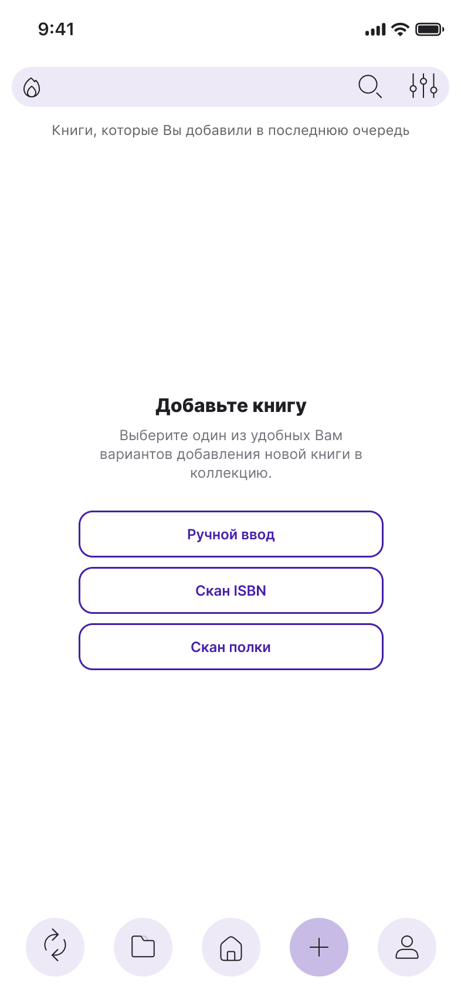 9:41
Книги, которые Вы добавили в последнюю очередь
Добавьте книгу
Выберите один из удобных Вам
вариантов добавления новой книги в
коллекцию.
Ручной ввод
Скан ISBN
Скан полки